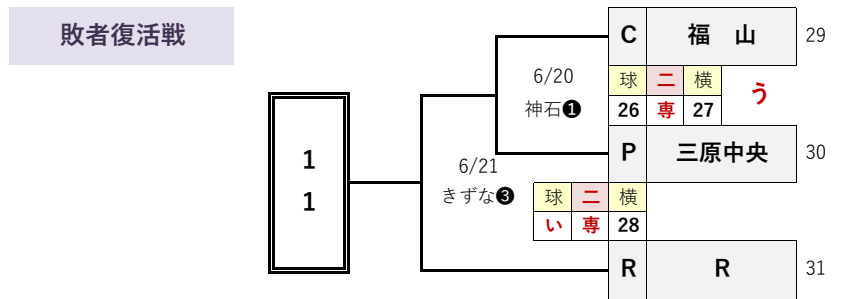 敗者復活戦
C 福 山 29
6/20
神石❶
球 二 横
26 専 27
う
P 三原中央 30
11
6/21
きずな❸
球 二 横
い 専 28
R R 31